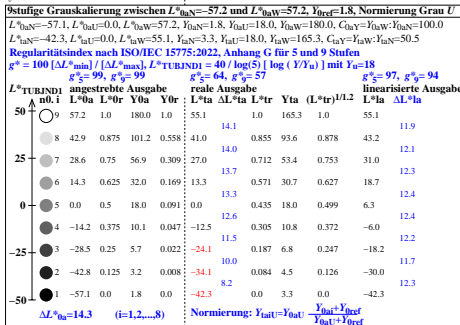 9stufige Grauskalierung zwischen L*0aN=−57.2 und L*0aW=57.2, Y0ref=1.8, Normierung Grau U
L*0aN=−57.1, L*0aU=0.0, L*0aW=57.2, Y0aN=1.8, Y0aU=18.0, Y0aW=180.0, C0aY=Y0aW:Y0aN=100.0
L*taN=−42.3, L*taU=0.0, L*taW=55.1, YtaN=3.3, YtaU=18.0, YtaW=165.3, CtaY=YtaW:YtaN=50.5
Regularitätsindex nach ISO/IEC 15775:2022, Anhang G für 5 und 9 Stufen
g* = 100 [ΔL*min] / [ΔL*max], L*TUBJND1 = 40 / log(5) [ log ( Y/Yu) ] mit Yu=18
g*5= 99, g*9= 99 g*5= 64, g*9= 57 g*5= 97, g*9= 94
L*TUBJND1 angestrebte Ausgabe reale Ausgabe linearisierte Ausgabe
n0. i L*0a L*0r Y0a Y0r L*ta ΔL*ta L*tr Yta (L*tr)1/1.2 L*la ΔL*la
50 9 57.2 1.0 180.0 1.0 55.1 1.0 165.3 1.0 55.1
14.1 11.9
8 42.9 0.875 101.2 0.558 41.0 0.855 93.6 0.878 43.2
14.0 12.1
7 28.6 0.75 56.9 0.309 27.0 0.712 53.4 0.753 31.0
13.7 12.3
6 14.3 0.625 32.0 0.169 13.3 0.571 30.7 0.627 18.7
13.3 12.4
0 5 0.0 0.5 18.0 0.091 0.0 0.435 18.0 0.499 6.3
12.6 12.4
4 −14.2 0.375 10.1 0.047 −12.5 0.305 10.8 0.372 −6.0
11.5 12.2
3 −28.5 0.25 5.7 0.022 −24.1 0.187 6.8 0.247 −18.2
10.0 11.7
2 −42.8 0.125 3.2 0.008 −34.1 0.084 4.5 0.126 −30.0
8.2 12.3
−50 1 −57.1 0.0 1.8 0.0 −42.3 0.0 3.3 0.0 −42.3
ΔL*0a=14.3 (i=1,2,...,8) Normierung: YtaiU=Y0aU (Y0ai+Y0ref)/(Y0aU+Y0ref)